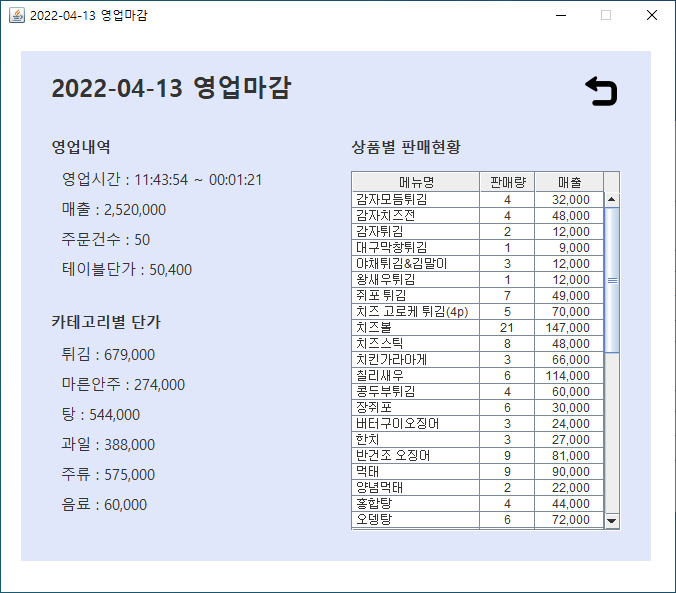 2022-04-13 영업마감
2022-04-13 영업마감
영업내역
영업시간 : 11:43:54 ~ 00:01:21
매출 : 2,520,000
주문건수 : 50
테이블단가 : 50,400
카테고리별 단가
튀김 : 679,000
마른안주 : 274,000
탕 : 544,000
과일 : 388,000
주류 : 575,000
음료 : 60,000
상품별 판매현황
메뉴명 판매량 매출
감자모듬튀김 4 32,000
감자치즈전 4 48,000
감자튀김 2 12,000
대구막창튀김 1 9,000
야채튀김&김말이 3 12,000
왕새우튀김 1 12,000
쥐포 튀김 7 49,000
치즈 고로케 튀김(4p) 5 70,000
치즈볼 21 147,000
치즈스틱 8 48,000
치킨가라아게 3 66,000
칠리새우 6 114,000
콩두부튀김 4 60,000
장쥐포 6 30,000
버터구이오징어 3 24,000
한치 3 27,000
반건조 오징어 9 81,000
먹태 9 90,000
양념먹태 2 22,000
홍합탕 4 44,000
오뎅탕 6 72,000